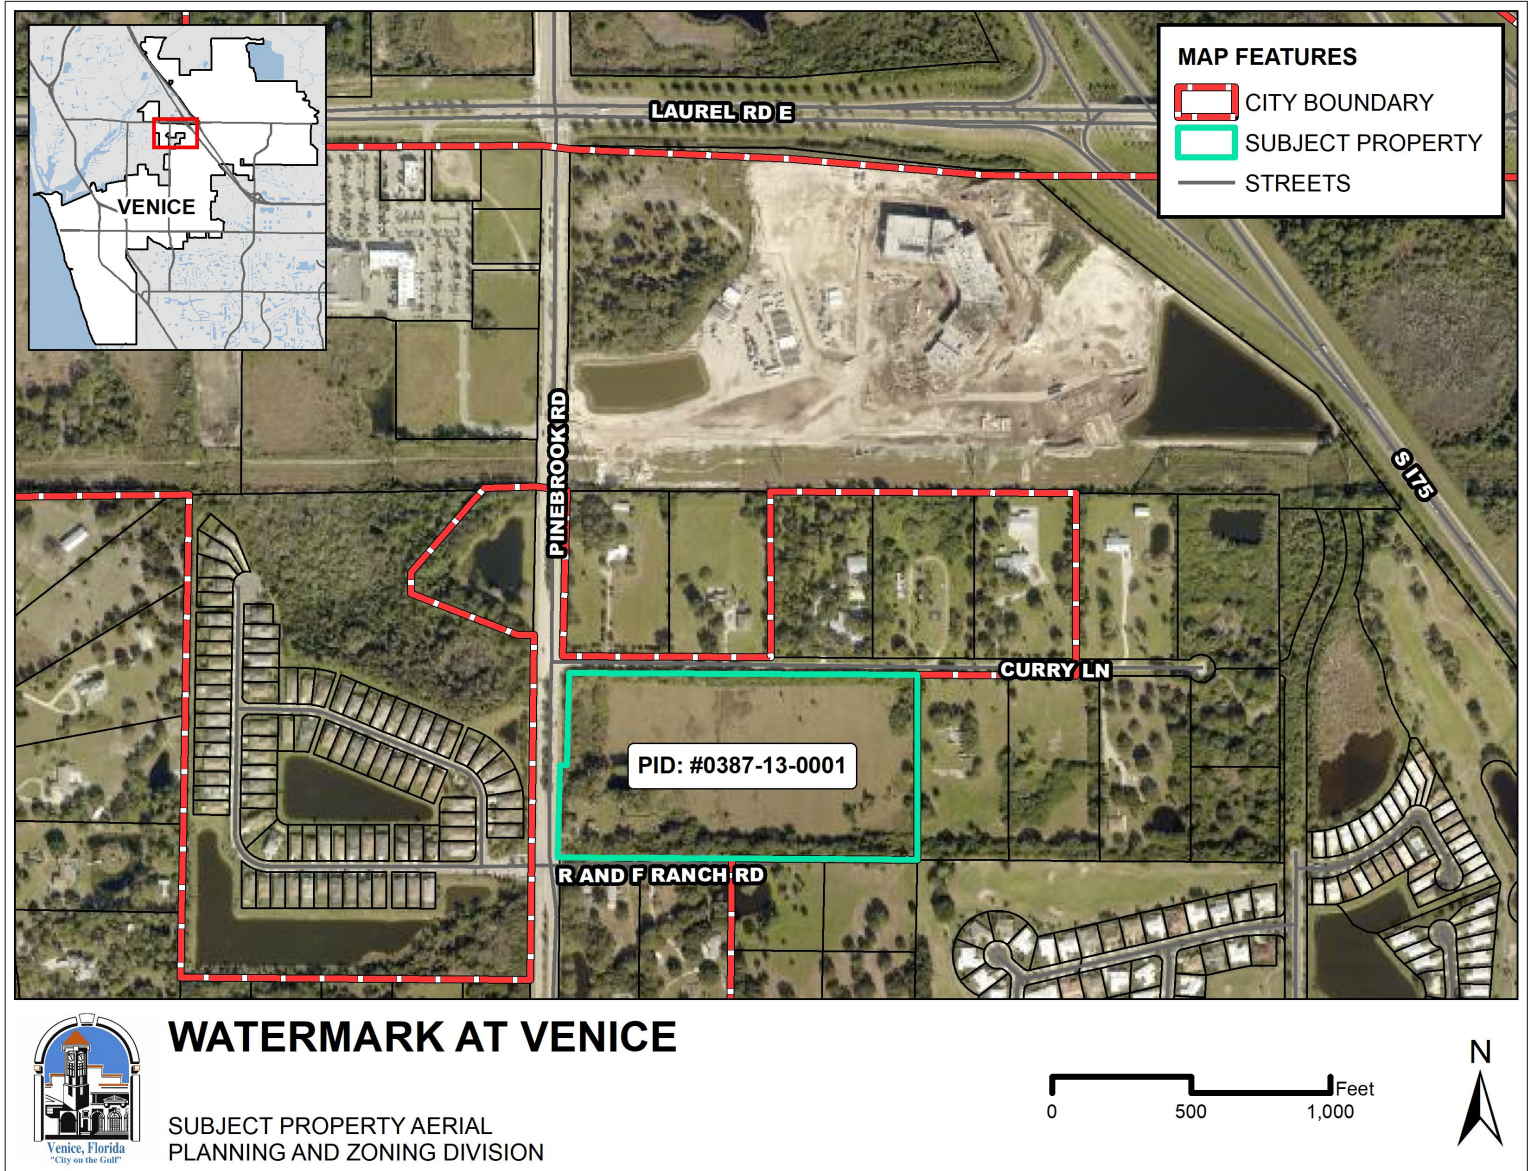 VENICE
LAUREL RD E
MAP FEATURES
CITY BOUNDARY
SUBJECT PROPERTY
STREETS
PINEBROOK RD
S I75
CURRY LN
PID: #0387-13-0001
R AND F RANCH RD
WATERMARK AT VENICE
SUBJECT PROPERTY AERIAL
PLANNING AND ZONING DIVISION
Venice, Florida
"City on the Gulf"
Feet
0 500 1,000
N